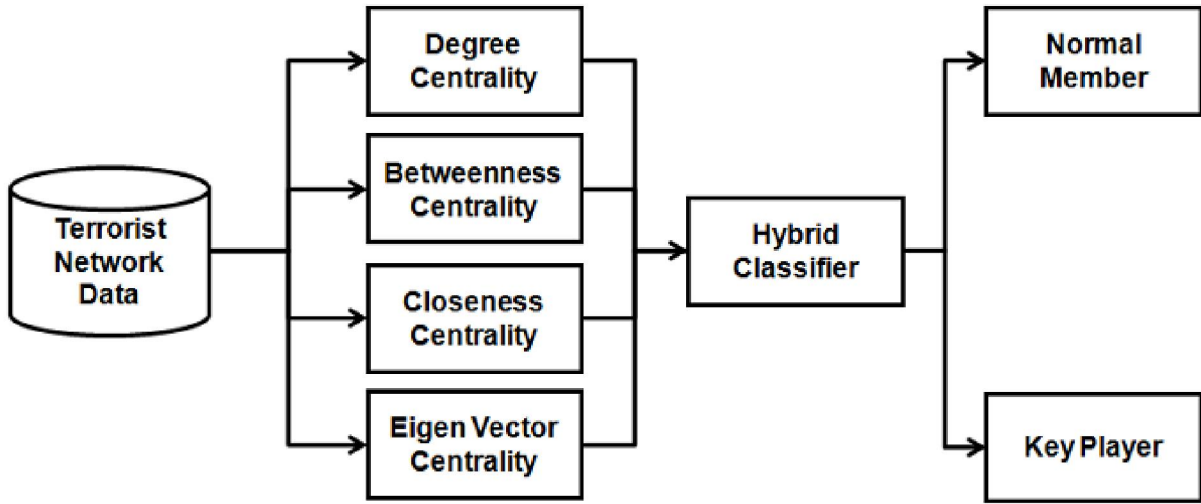 Terrorist
Network
Data
Degree
Centrality
Betweenness
Centrality
Closeness
Centrality
Eigen Vector
Centrality
Hybrid
Classifier
Normal
Member
Key Player